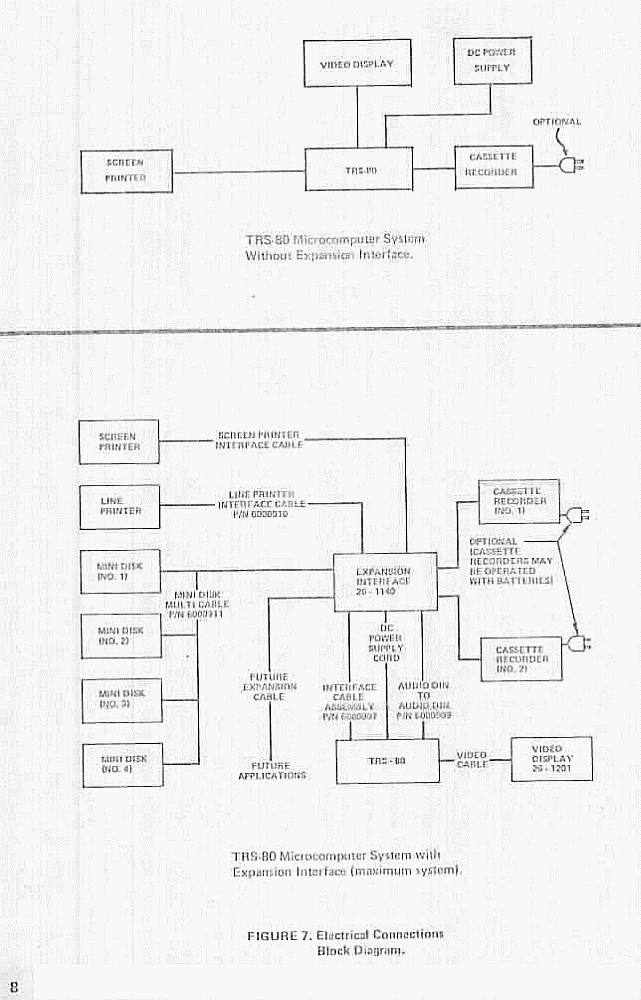 VIDEO DISPLAY
DC POWER
SUPPLY
OPTIONAL
SCREEN
PRINTER
TRS-80
CASSETTE
RECORDER
TRS-80 Microcomputer System
Without Expansion Interface.
SCREEN
PRINTER
SCREEN PRINTER
INTERFACE CABLE
LINE
PRINTER
LINE PRINTER
INTERFACE CABLE
P/N 6000910
CASSETTE
RECORDER
(NO. 1)
OPTIONAL
(CASSETTE
RECORDERS MAY
BE OPERATED
WITH BATTERIES)
MINI DISK
(NO. 1)
EXPANSION
INTERFACE
26 - 1140
MINI DISK
MULTI CABLE
P/N 6000911
MINI DISK
(NO. 2)
DC
POWER
SUPPLY
CORD
CASSETTE
RECORDER
(NO. 2)
MINI DISK
(NO. 3)
FUTURE
EXPANSION
CABLE
INTERFACE
CABLE
ASSEMBLY
P/N 6000907
AUDIO DIN
TO
AUDIO DIN
P/N 6000909
MINI DISK
(NO. 4)
FUTURE
APPLICATIONS
TRS - 80
VIDEO
CABLE
VIDEO
DISPLAY
26 - 1201
TRS-80 Microcomputer System with
Expansion Interface (maximum system).
FIGURE 7. Electrical Connections
Block Diagram.
8